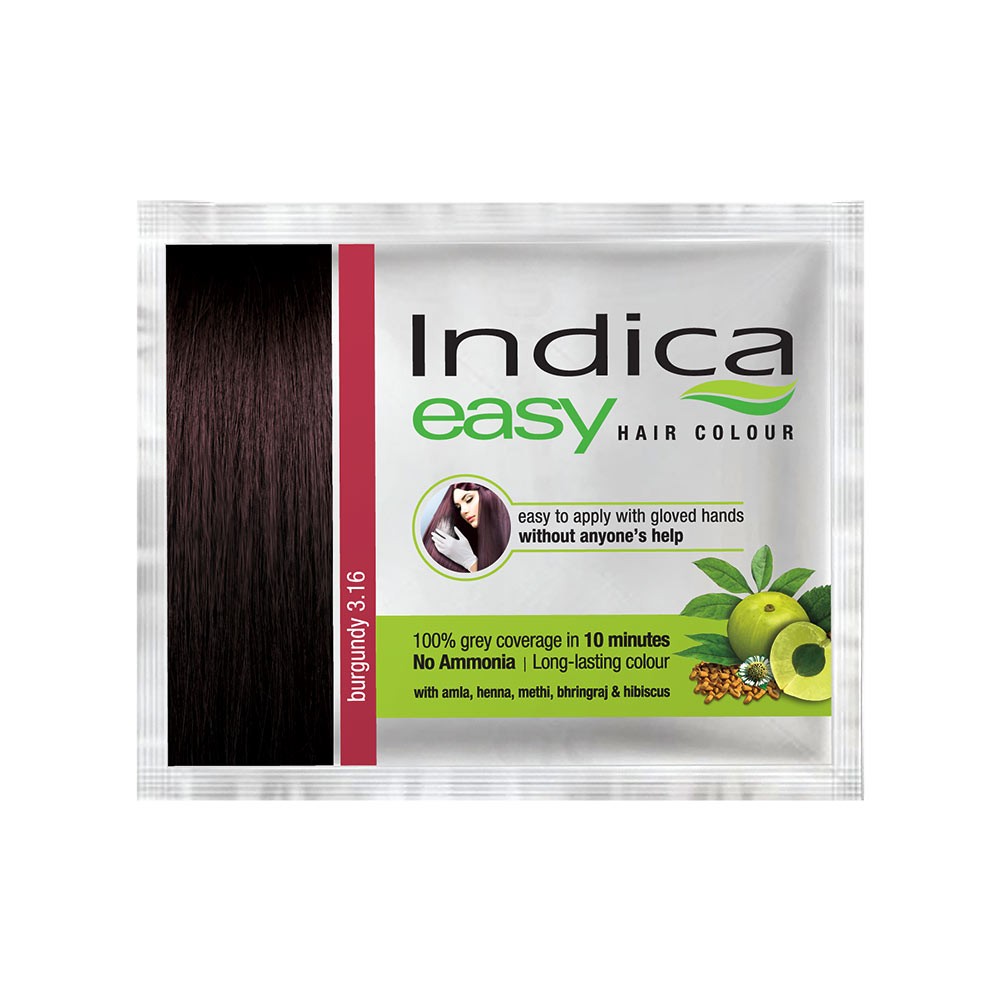 Indica
easy HAIR COLOUR
easy to apply with gloved hands
without anyone's help
burgundy 3.16
100% grey coverage in 10 minutes
No Ammonia | Long-lasting colour
with amla, henna, methi, bhringraj & hibiscus